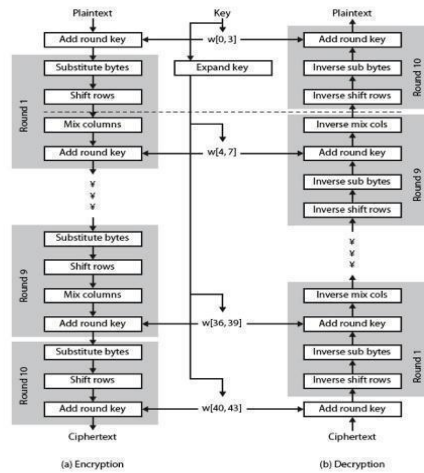 Plaintext
Add round key
Substitute bytes
Shift rows
Mix columns
Add round key
Round 1
¥
¥
¥
Substitute bytes
Shift rows
Mix columns
Add round key
Round 9
Substitute bytes
Shift rows
Add round key
Round 10
Ciphertext
(a) Encryption
Key
w[0, 3]
Expand key
w[4, 7]
w[36, 39]
w[40, 43]
Plaintext
Add round key
Inverse sub bytes
Inverse shift rows
Round 10
Inverse mix cols
Add round key
Inverse sub bytes
Inverse shift rows
Round 9
¥
¥
¥
Inverse mix cols
Add round key
Inverse sub bytes
Inverse shift rows
Round 1
Add round key
Ciphertext
(b) Decryption